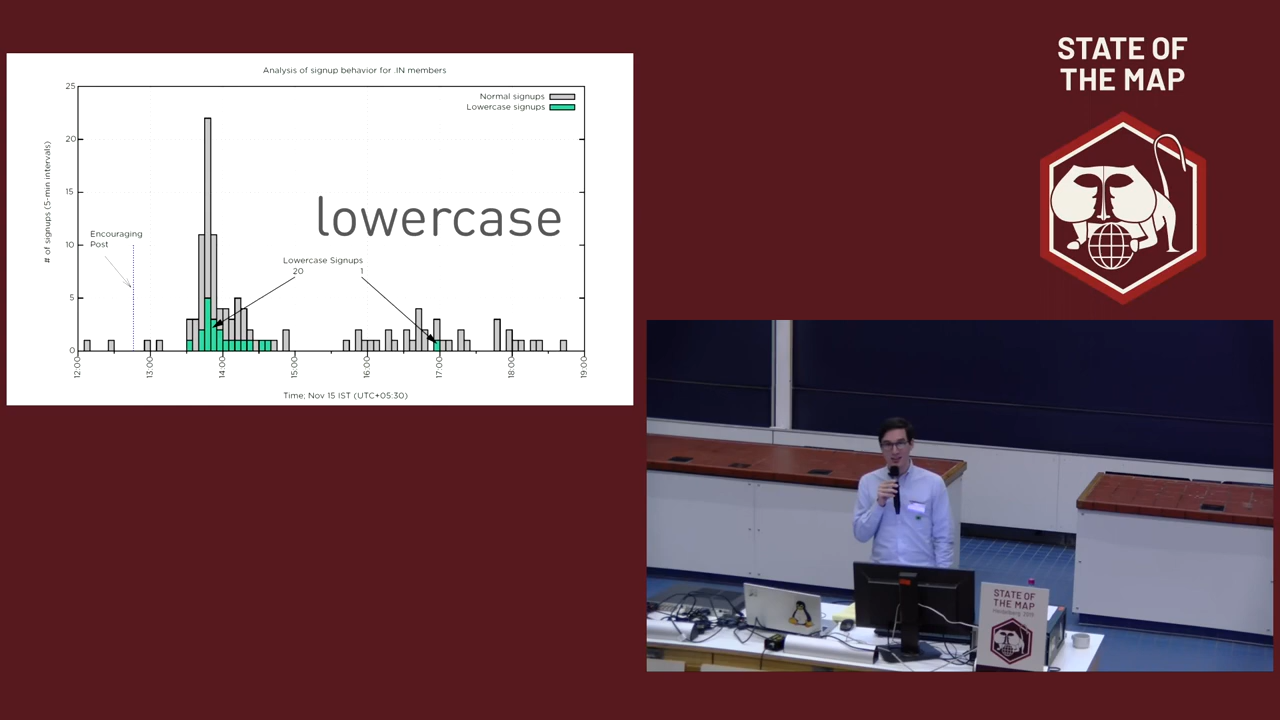 Analysis of signup behavior for .IN members
25
20
15
10
5
0
# of signups (5-min intervals)
Normal signups
Lowercase signups
lowercase
Encouraging
Post
Lowercase Signups
20 1
12:00 13:00 14:00 15:00 16:00 17:00 18:00 19:00
Time; Nov 15 IST (UTC+05:30)
STATE OF
THE MAP
STATE OF
THE MAP
Heidelberg 2019